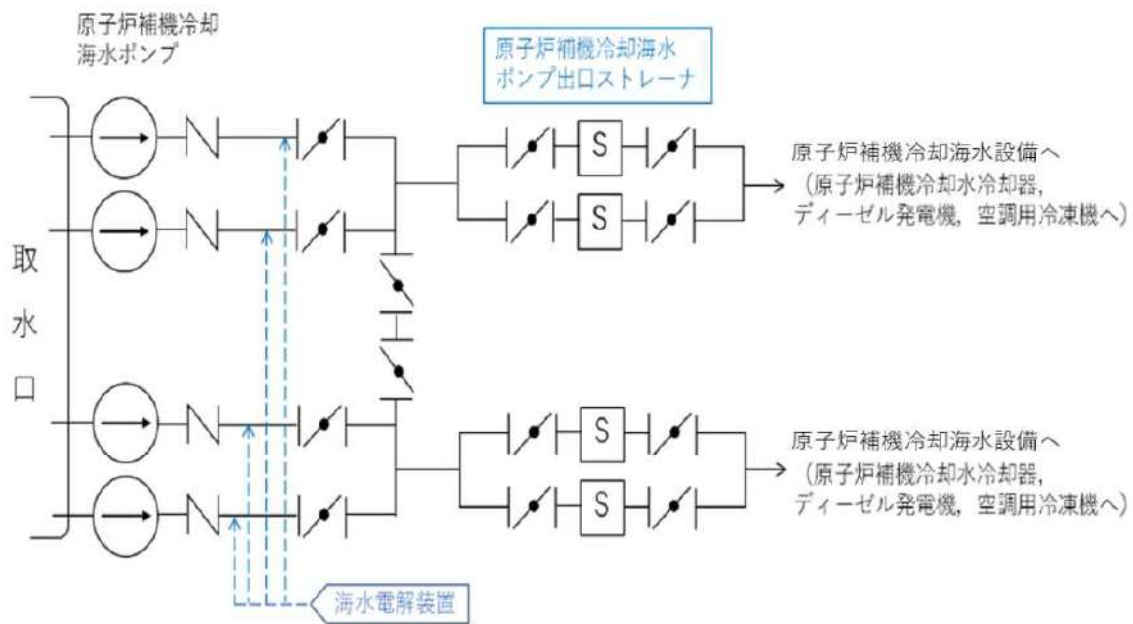 原子炉補機冷却
海水ポンプ
原子炉補機冷却海水
ポンプ出口ストレーナ
S
原子炉補機冷却海水設備へ
(原子炉補機冷却水冷却器,
ディーゼル発電機, 空調用冷凍機へ)
S
取水口
S
原子炉補機冷却海水設備へ
(原子炉補機冷却水冷却器,
ディーゼル発電機, 空調用冷凍機へ)
S
海水電解装置